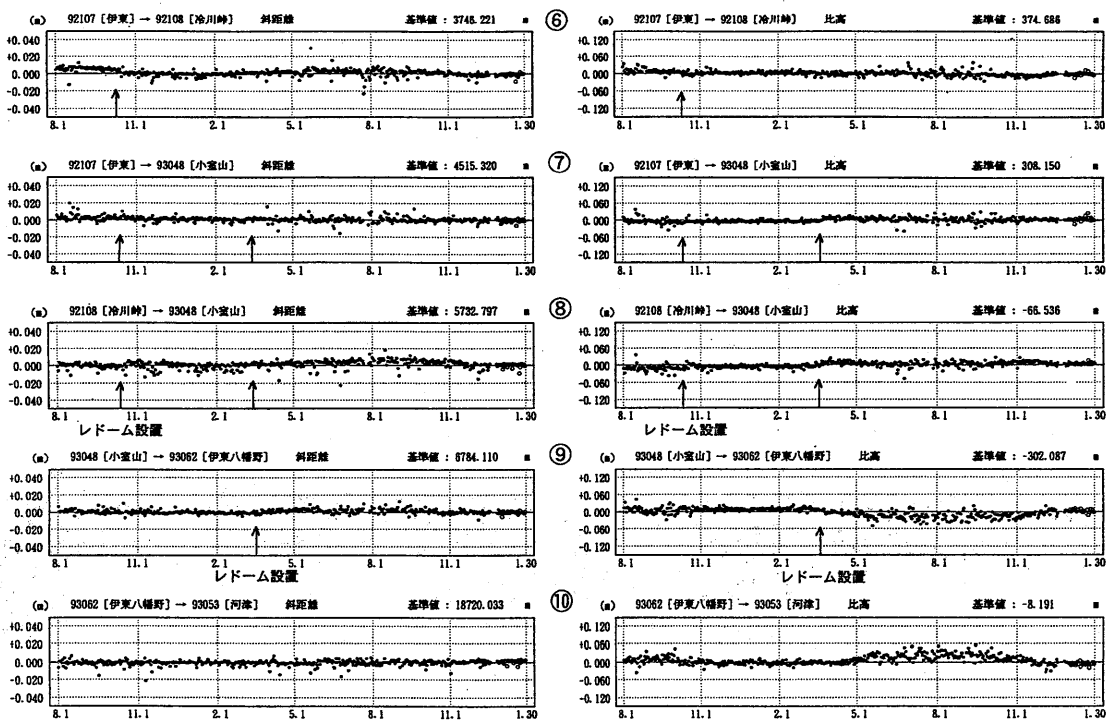 92107 [伊東] → 92108 [冷川峠] 斜距離 基準値 : 3746.221 m
⑥
92107 [伊東] → 92108 [冷川峠] 比高 基準値 : 374.686 m
+0.040
+0.020
0.000
-0.020
-0.040
8.1 11.1 2.1 5.1 8.1 11.1 1.30
+0.120
+0.060
0.000
-0.060
-0.120
8.1 11.1 2.1 5.1 8.1 11.1 1.30
(m) 92107 [伊東] → 93048 [小室山] 斜距離 基準値 : 4515.320 m
⑦
(m) 92107 [伊東] → 93048 [小室山] 比高 基準値 : 308.150 m
+0.040
+0.020
0.000
-0.020
-0.040
8.1 11.1 2.1 5.1 8.1 11.1 1.30
+0.120
+0.060
0.000
-0.060
-0.120
8.1 11.1 2.1 5.1 8.1 11.1 1.30
(m) 92108 [冷川峠] → 93048 [小室山] 斜距離 基準値 : 5732.797 m
⑧
(m) 92108 [冷川峠] → 93048 [小室山] 比高 基準値 : -66.536 m
+0.040
+0.020
0.000
-0.020
-0.040
8.1 11.1 2.1 5.1 8.1 11.1 1.30
レドーム設置
+0.120
+0.060
0.000
-0.060
-0.120
8.1 11.1 2.1 5.1 8.1 11.1 1.30
レドーム設置
(m) 93048 [小室山] → 93062 [伊東八幡野] 斜距離 基準値 : 6784.110 m
⑨
(m) 93048 [小室山] → 93062 [伊東八幡野] 比高 基準値 : -302.087 m
+0.040
+0.020
0.000
-0.020
-0.040
8.1 11.1 2.1 5.1 8.1 11.1 1.30
レドーム設置
+0.120
+0.060
0.000
-0.060
-0.120
8.1 11.1 2.1 5.1 8.1 11.1 1.30
レドーム設置
(m) 93062 [伊東八幡野] → 93053 [河津] 斜距離 基準値 : 18720.033 m
⑩
(m) 93062 [伊東八幡野] → 93053 [河津] 比高 基準値 : -8.191 m
+0.040
+0.020
0.000
-0.020
-0.040
8.1 11.1 2.1 5.1 8.1 11.1 1.30
+0.120
+0.060
0.000
-0.060
-0.120
8.1 11.1 2.1 5.1 8.1 11.1 1.30